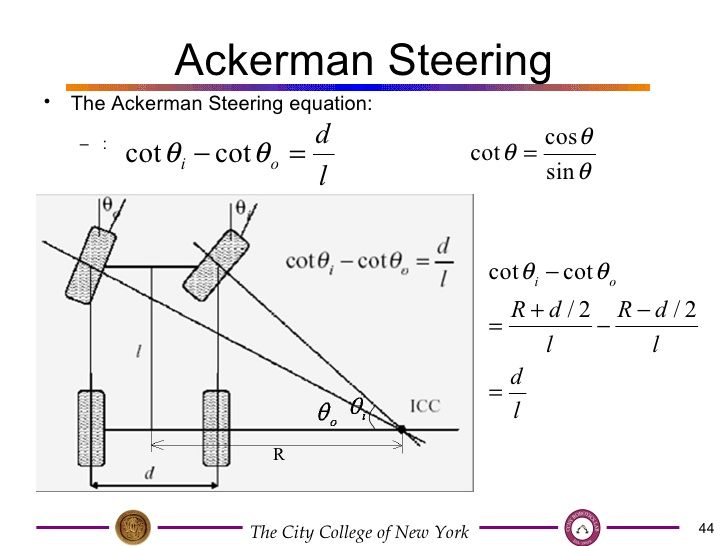 Ackerman Steering
• The Ackerman Steering equation:
– : cot θi − cot θo = d / l
cot θ = cos θ / sin θ
θo
θi
cot θi − cot θo = d / l
l
θo θi ICC
R
d
cot θi − cot θo
= (R + d / 2) / l − (R − d / 2) / l
= d / l
The City College of New York
44